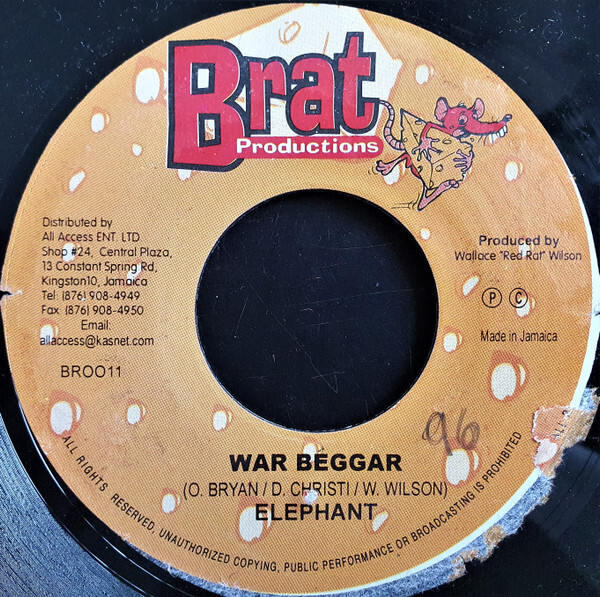 Brat
Productions
Distributed by
All Access ENT. LTD
Shop #24, Central Plaza,
13 Constant Spring Rd,
Kingston10, Jamaica
Tel: (876) 908-4949
Fax (876) 908-4950
Email:
allaccess@kasnet.com
BR0011
Produced by
Wallace "Red Rat" Wilson
Ⓟ Ⓒ
Made in Jamaica
96
WAR BEGGAR
(O. BRYAN / D. CHRISTI / W. WILSON)
ELEPHANT
ALL RIGHTS RESERVED, UNAUTHORIZED COPYING, PUBLIC PERFORMANCE OR BROADCASTING IS PROHIBITED